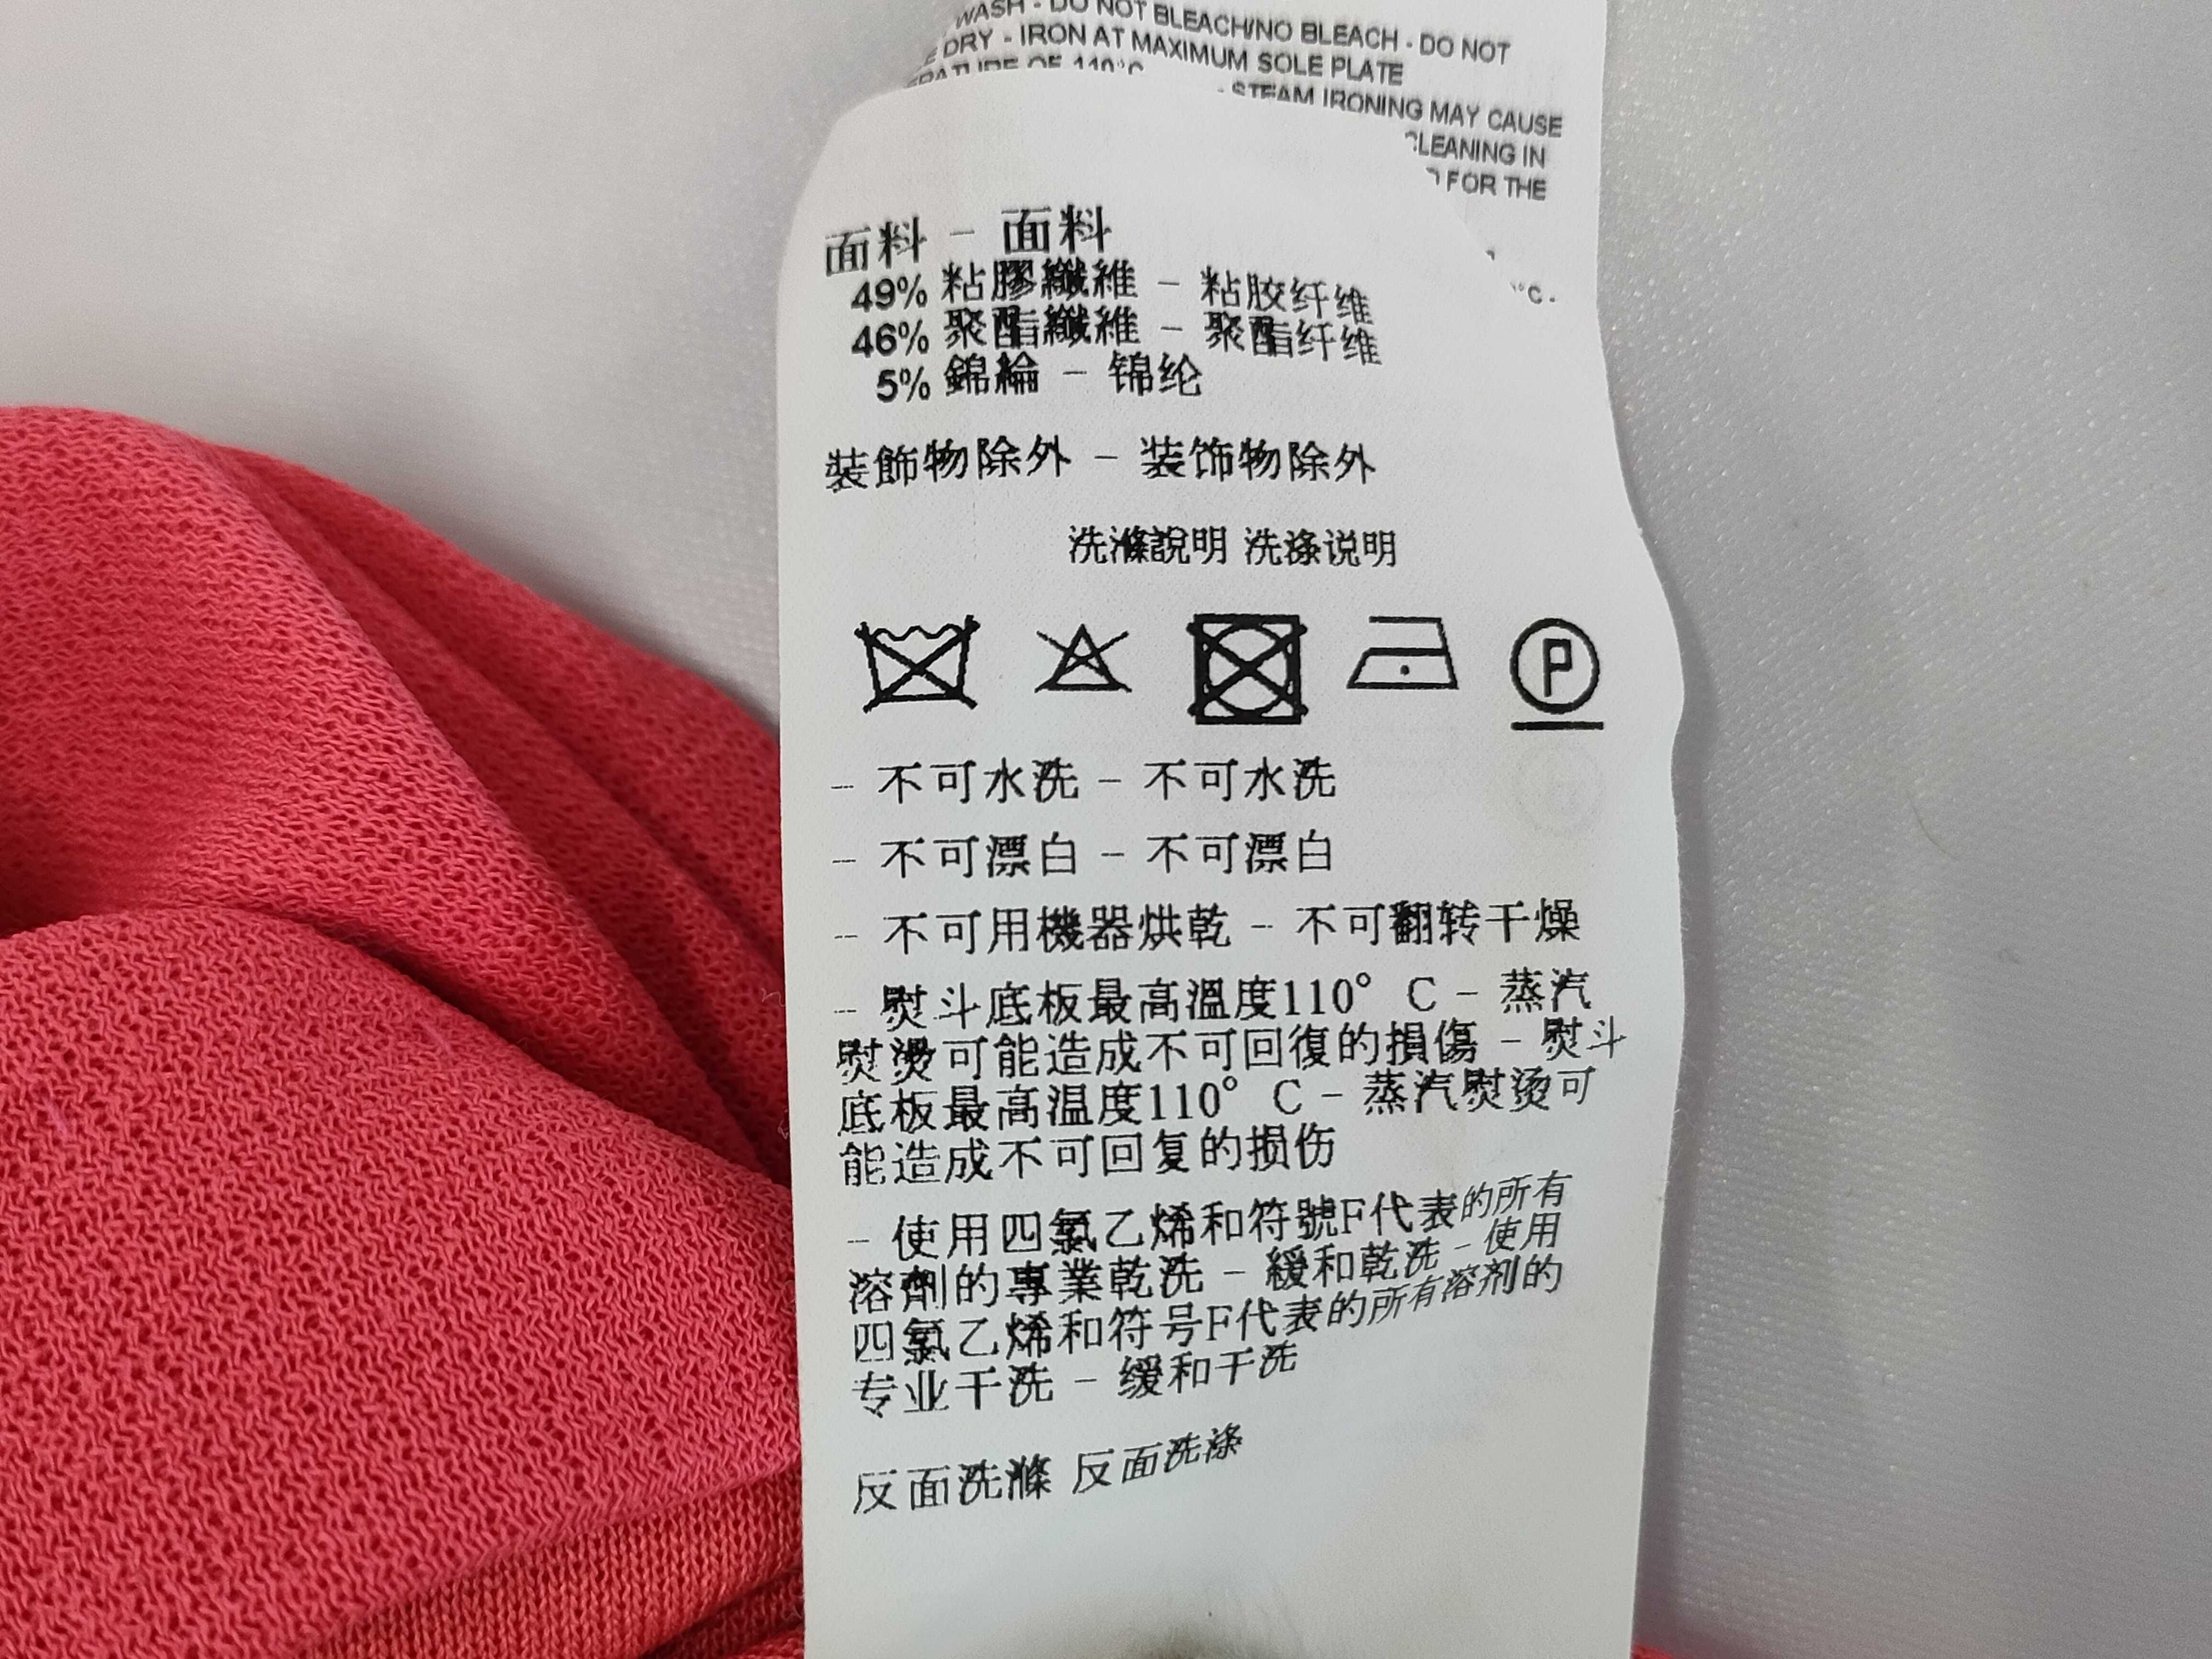 WASH - DO NOT BLEACH/NO BLEACH - DO NOT
DRY - IRON AT MAXIMUM SOLE PLATE
OF 110°C
- STEAM IRONING MAY CAUSE
CLEANING IN
FOR THE
°C -
面料 - 面料
49% 粘膠纖維 - 粘胶纤维
46% 聚酯纖維 - 聚酯纤维
5% 錦綸 - 锦纶
裝飾物除外 - 装饰物除外
洗滌說明 洗涤说明
P
- 不可水洗 - 不可水洗
- 不可漂白 - 不可漂白
- 不可用機器烘乾 - 不可翻转干燥
- 熨斗底板最高溫度110° C - 蒸汽
熨燙可能造成不可回復的損傷 - 熨斗
底板最高温度110° C - 蒸汽熨烫可
能造成不可回复的损伤
- 使用四氯乙烯和符號F代表的所有
溶劑的專業乾洗 - 緩和乾洗 - 使用
四氯乙烯和符号F代表的所有溶剂的
专业干洗 - 缓和干洗
反面洗滌 反面洗涤